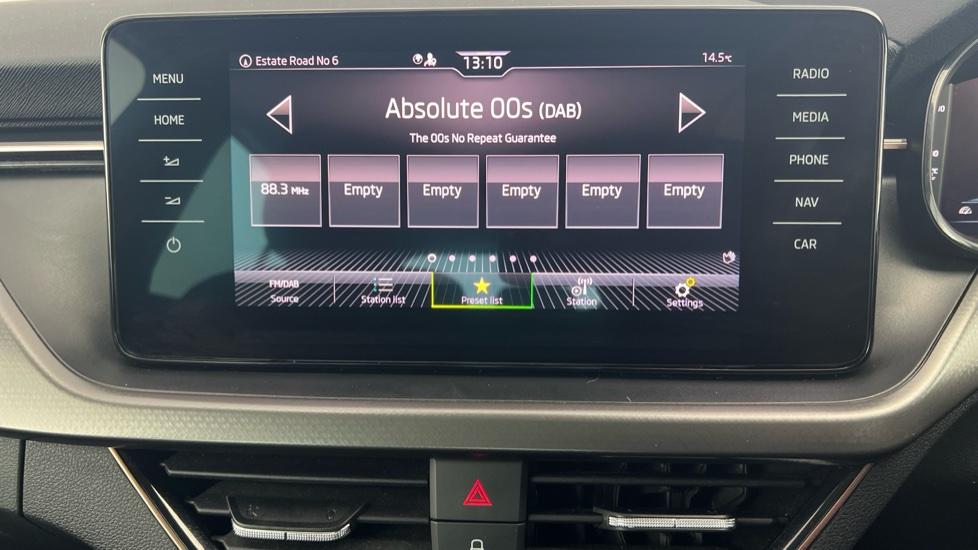 Estate Road No 6
13:10
14.5°C
MENU
HOME
RADIO
MEDIA
PHONE
NAV
CAR
Absolute 00s (DAB)
The 00s No Repeat Guarantee
88.3 MHz
Empty
Empty
Empty
Empty
Empty
FM/DAB
Source
Station list
Preset list
Station
Settings